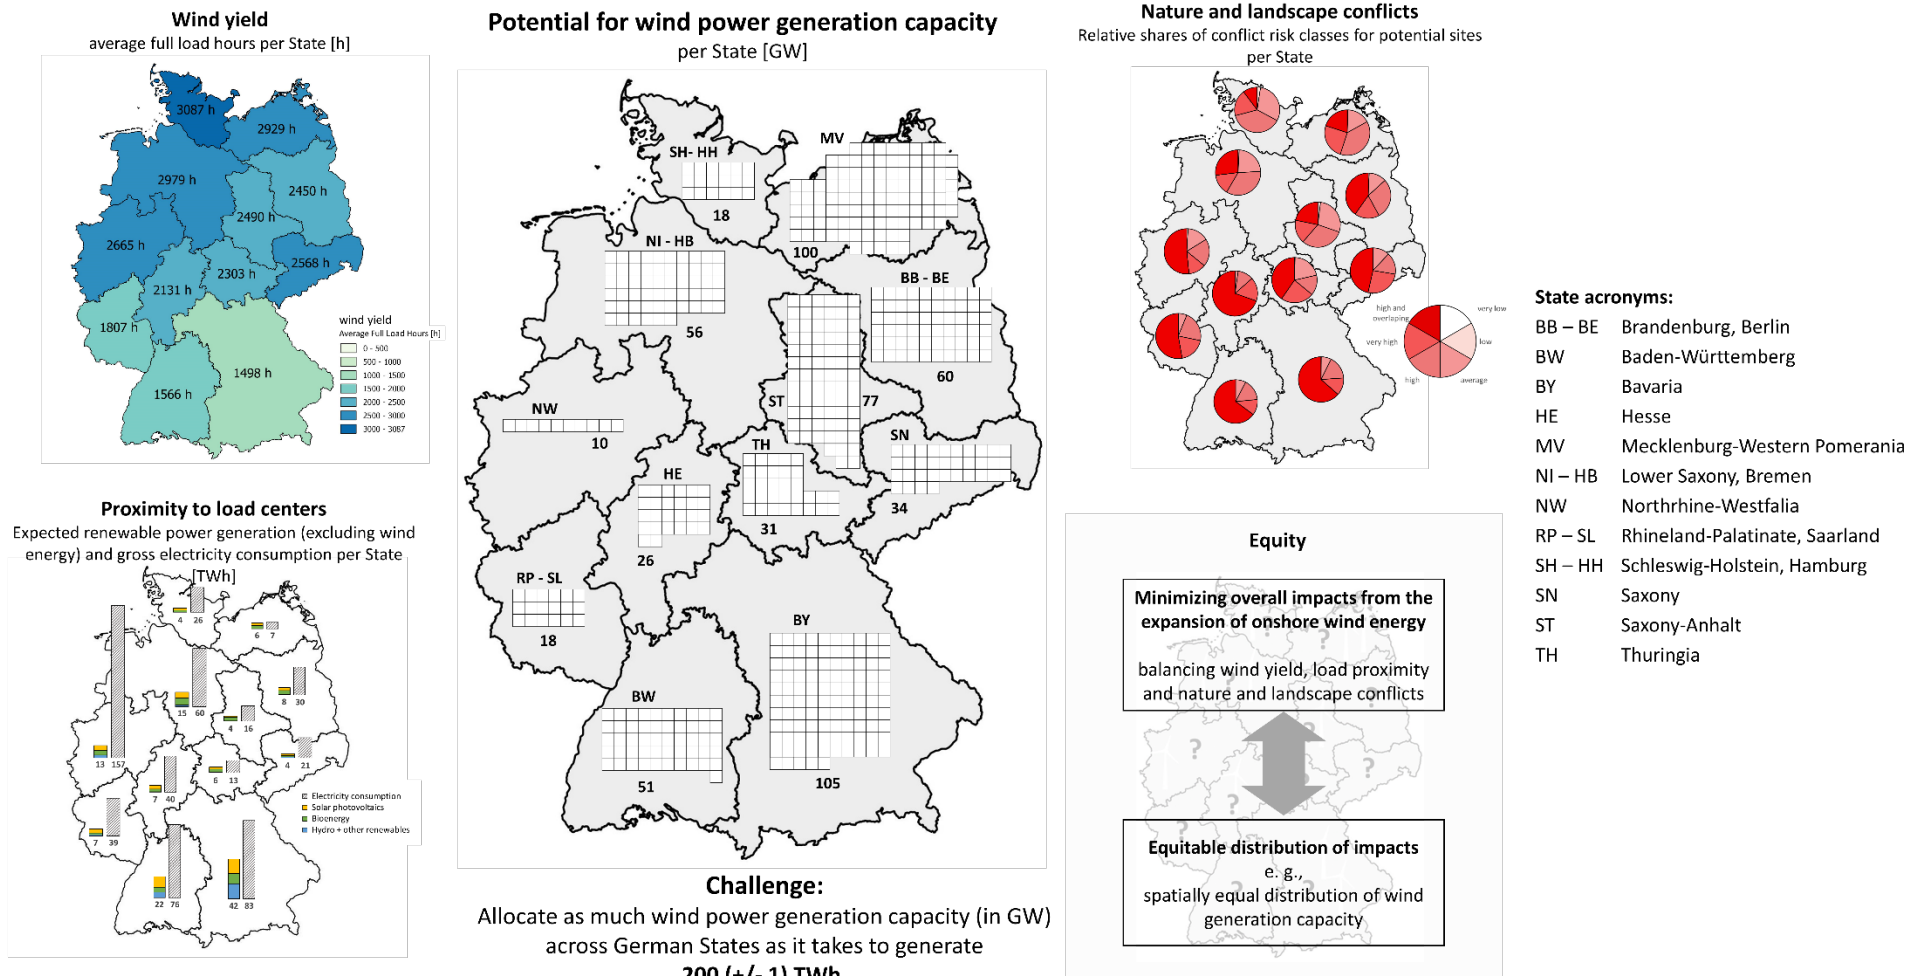 Wind yield
average full load hours per State [h]
3087 h
2929 h
2979 h
2450 h
2490 h
2665 h
2568 h
2303 h
2131 h
1807 h
1498 h
1566 h
wind yield
Average Full Load Hours [h]
0 - 500
500 - 1000
1000 - 1500
1500 - 2000
2000 - 2500
2500 - 3000
3000 - 3087
Proximity to load centers
Expected renewable power generation (excluding wind
energy) and gross electricity consumption per State
[TWh]
4 26
6 7
15 60
8 30
4 16
13 157
4 21
6 13
7 40
7 39
22 76
42 83
Electricity consumption
Solar photovoltaics
Bioenergy
Hydro + other renewables
Potential for wind power generation capacity
per State [GW]
MV
SH- HH
18
NI - HB
100
BB - BE
56
60
ST
77
NW
10
SN
TH
HE
34
31
26
RP - SL
18
BY
BW
51
105
Challenge:
Allocate as much wind power generation capacity (in GW)
across German States as it takes to generate
200 (+/- 1) TWh
Nature and landscape conflicts
Relative shares of conflict risk classes for potential sites
per State
high and
overlaping
very low
very high
low
high
average
Equity
Minimizing overall impacts from the
expansion of onshore wind energy
balancing wind yield, load proximity
and nature and landscape conflicts
? ? ? ? ? ? ?
Equitable distribution of impacts
e. g.,
spatially equal distribution of wind
generation capacity
State acronyms:
BB – BE Brandenburg, Berlin
BW Baden-Württemberg
BY Bavaria
HE Hesse
MV Mecklenburg-Western Pomerania
NI – HB Lower Saxony, Bremen
NW Northrhine-Westfalia
RP – SL Rhineland-Palatinate, Saarland
SH – HH Schleswig-Holstein, Hamburg
SN Saxony
ST Saxony-Anhalt
TH Thuringia